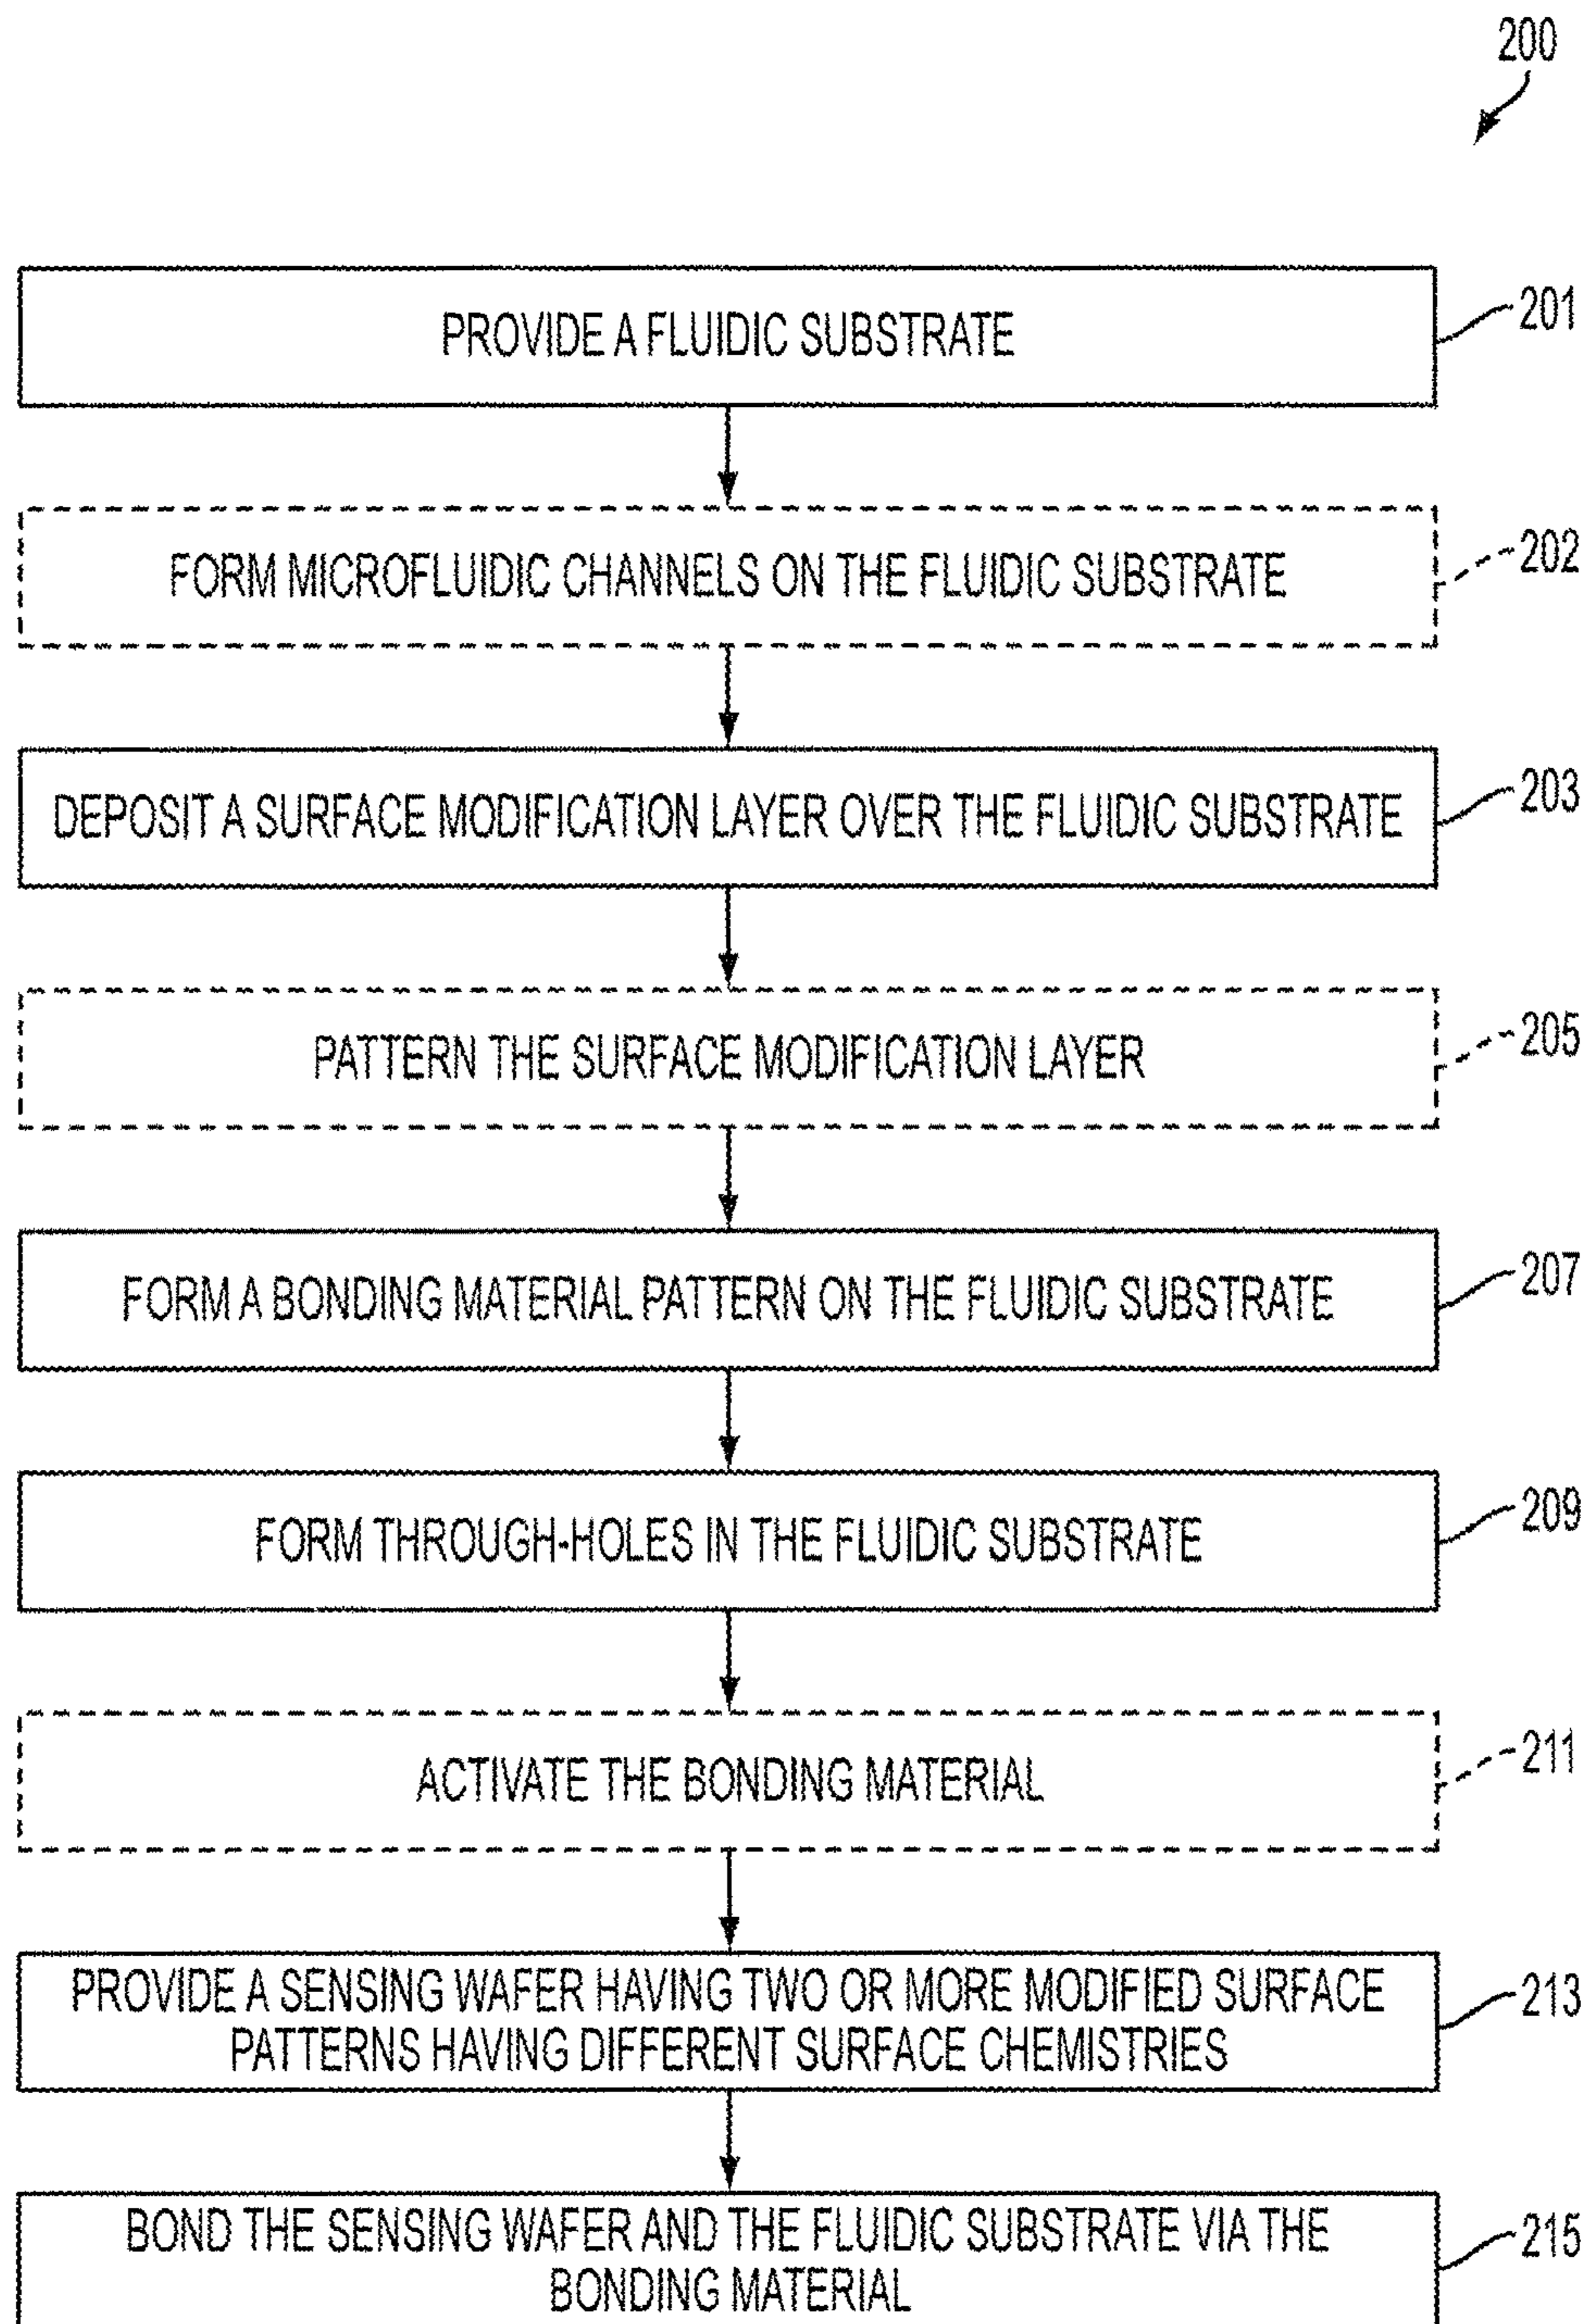 200
PROVIDE A FLUIDIC SUBSTRATE
201
FORM MICROFLUIDIC CHANNELS ON THE FLUIDIC SUBSTRATE
202
DEPOSIT A SURFACE MODIFICATION LAYER OVER THE FLUIDIC SUBSTRATE
203
PATTERN THE SURFACE MODIFICATION LAYER
205
FORM A BONDING MATERIAL PATTERN ON THE FLUIDIC SUBSTRATE
207
FORM THROUGH-HOLES IN THE FLUIDIC SUBSTRATE
209
ACTIVATE THE BONDING MATERIAL
211
PROVIDE A SENSING WAFER HAVING TWO OR MORE MODIFIED SURFACE
PATTERNS HAVING DIFFERENT SURFACE CHEMISTRIES
213
BOND THE SENSING WAFER AND THE FLUIDIC SUBSTRATE VIA THE
BONDING MATERIAL
215